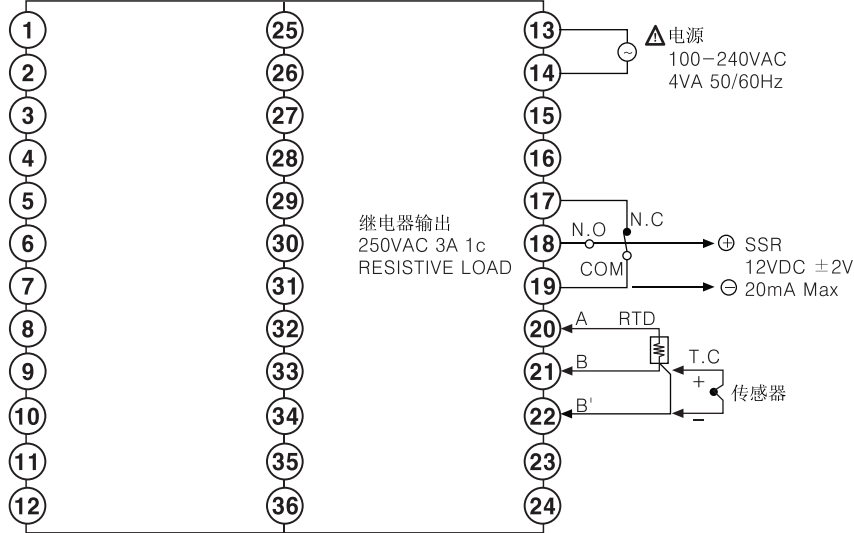 1 25 13
2 26 14
3 27 15
4 28 16
5 29 17
6 30 18
7 31 19
8 32 20
9 33 21
10 34 22
11 35 23
12 36 24
电源
100-240VAC
4VA 50/60Hz
继电器输出
250VAC 3A 1c
RESISTIVE LOAD
N.C
N.O
COM
SSR
12VDC ±2V
20mA Max
A RTD
B
B'
T.C
+
−
传感器